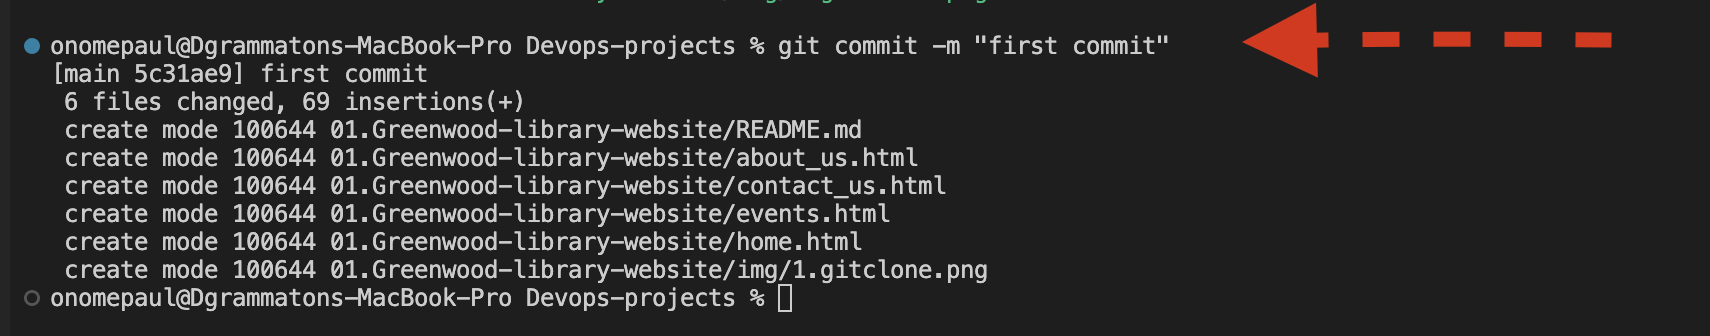 onomepaul@Dgrammatons-MacBook-Pro Devops-projects % git commit -m "first commit"
[main 5c31ae9] first commit
 6 files changed, 69 insertions(+)
 create mode 100644 01.Greenwood-library-website/README.md
 create mode 100644 01.Greenwood-library-website/about_us.html
 create mode 100644 01.Greenwood-library-website/contact_us.html
 create mode 100644 01.Greenwood-library-website/events.html
 create mode 100644 01.Greenwood-library-website/home.html
 create mode 100644 01.Greenwood-library-website/img/1.gitclone.png
onomepaul@Dgrammatons-MacBook-Pro Devops-projects %